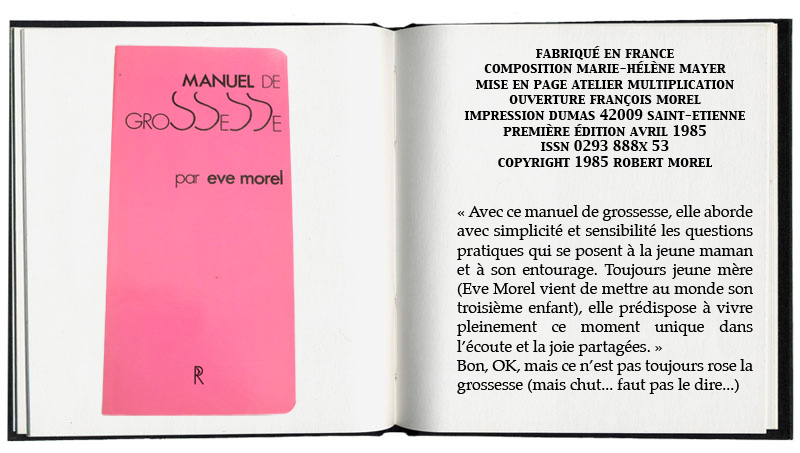 MANUEL DE
GROSSESSE
par eve morel
R
FABRIQUÉ EN FRANCE
COMPOSITION MARIE-HÉLÈNE MAYER
MISE EN PAGE ATELIER MULTIPLICATION
OUVERTURE FRANÇOIS MOREL
IMPRESSION DUMAS 42009 SAINT-ETIENNE
PREMIÈRE ÉDITION AVRIL 1985
ISSN 0293 888X 53
COPYRIGHT 1985 ROBERT MOREL
« Avec ce manuel de grossesse, elle aborde
avec simplicité et sensibilité les questions
pratiques qui se posent à la jeune maman
et à son entourage. Toujours jeune mère
(Eve Morel vient de mettre au monde son
troisième enfant), elle prédispose à vivre
pleinement ce moment unique dans
l’écoute et la joie partagées. »
Bon, OK, mais ce n’est pas toujours rose la
grossesse (mais chut... faut pas le dire...)